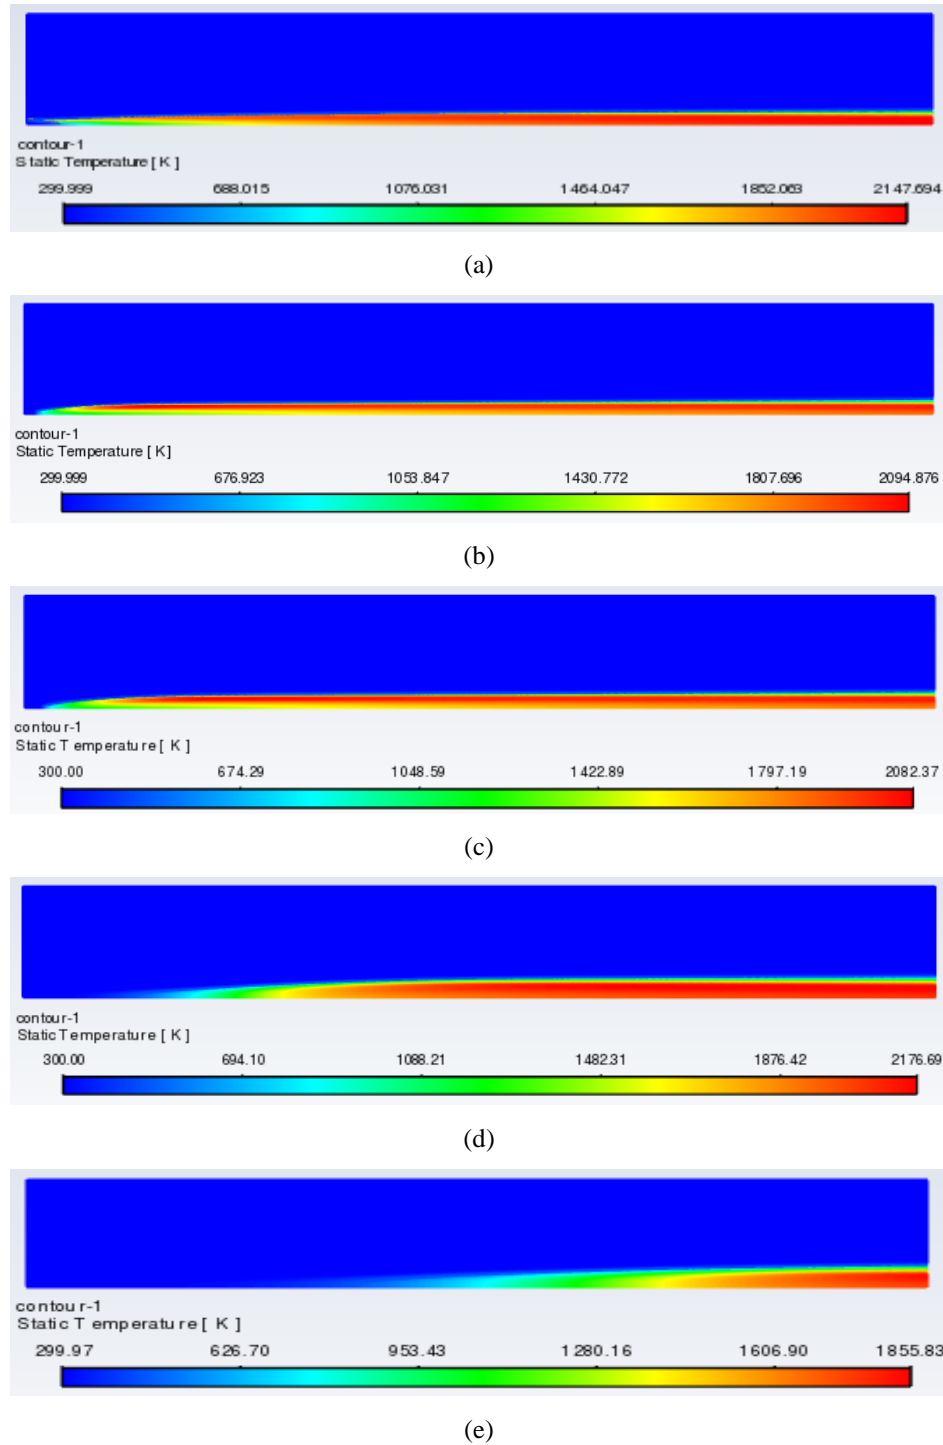 contour-1
Static Temperature [ K ]
299.999 688.015 1076.031 1464.047 1852.063 2147.694
(a)
contour-1
Static Temperature [ K ]
299.999 676.923 1053.847 1430.772 1807.696 2094.876
(b)
contour-1
Static Temperature [ K ]
300.00 674.29 1048.59 1422.89 1797.19 2082.37
(c)
contour-1
Static Temperature [ K ]
300.00 694.10 1088.21 1482.31 1876.42 2176.69
(d)
contour-1
Static Temperature [ K ]
299.97 626.70 953.43 1280.16 1606.90 1855.83
(e)